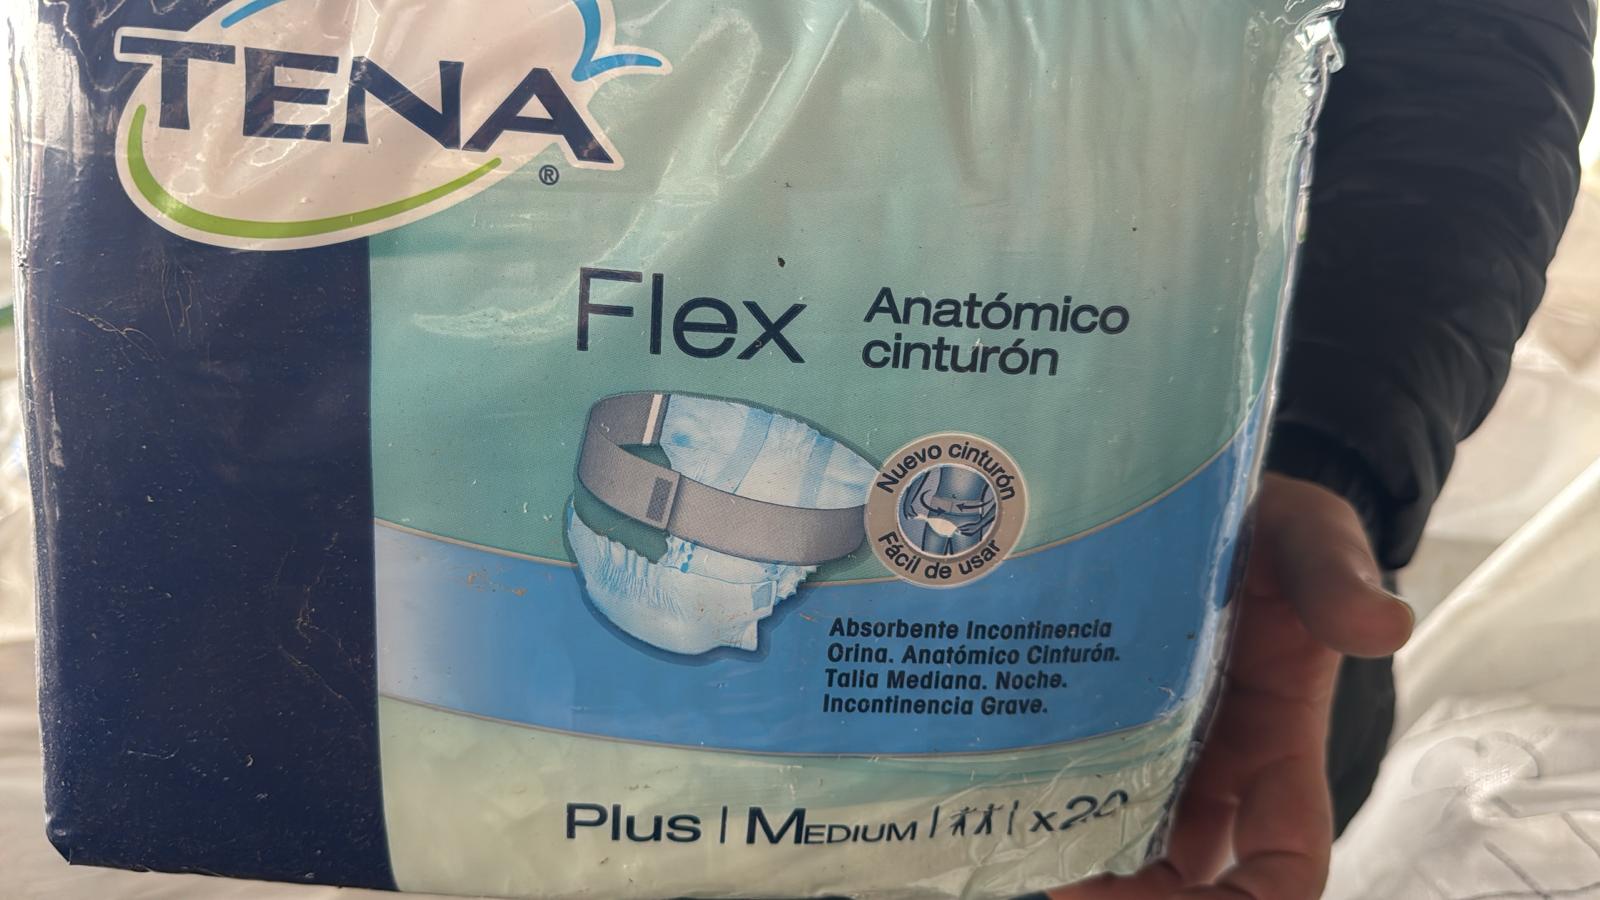 TENA
®
Flex
Anatómico
cinturón
Nuevo cinturón
Fácil de usar
Absorbente Incontinencia
Orina. Anatómico Cinturón.
Talla Mediana. Noche.
Incontinencia Grave.
Plus | MEDIUM | | x20